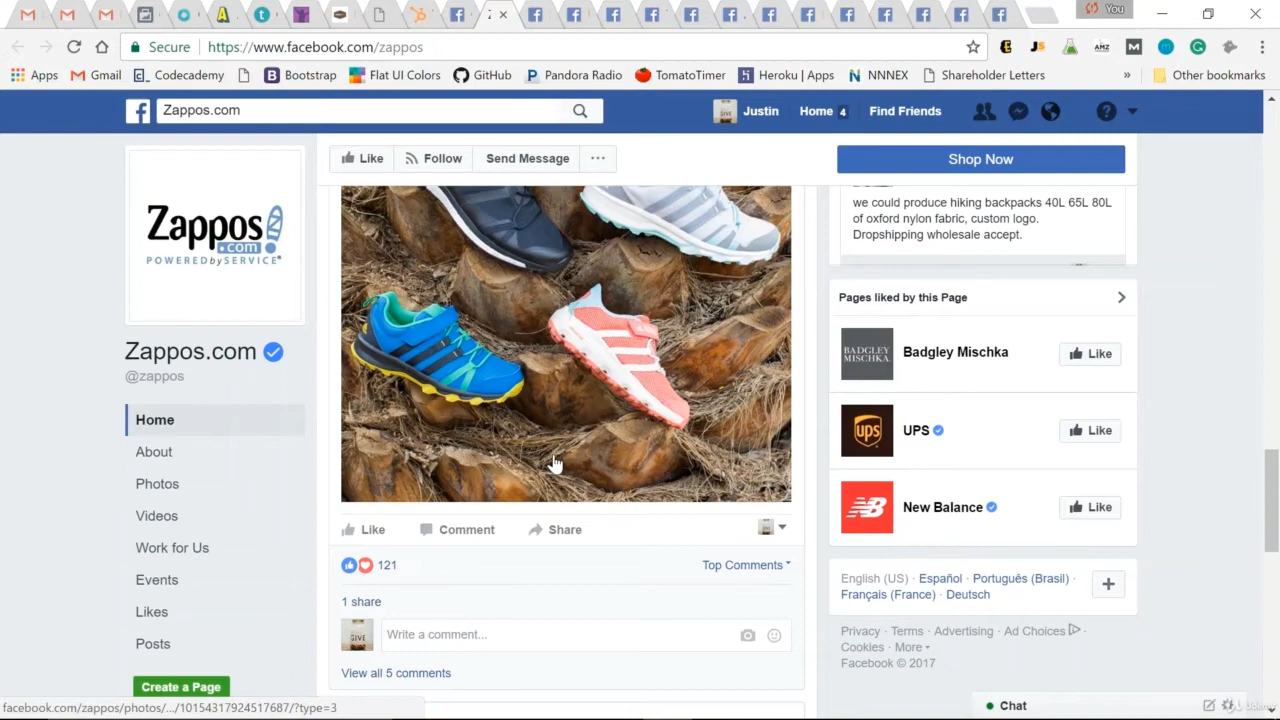 You
Secure
https://www.facebook.com/zappos
Apps
Gmail
Codecademy
Bootstrap
Flat UI Colors
GitHub
Pandora Radio
TomatoTimer
Heroku | Apps
NNNEX
Shareholder Letters
»
Other bookmarks
Zappos.com
Justin
Home 4
Find Friends
Like
Follow
Send Message
Shop Now
Zappos
.com
POWEREDbySERVICE
we could produce hiking backpacks 40L 65L 80L
of oxford nylon fabric, custom logo.
Dropshipping wholesale accept.
Pages liked by this Page
BADGLEY
MISCHKA
Badgley Mischka
Like
ups
UPS
Like
New Balance
Like
Zappos.com
@zappos
Home
About
Photos
Videos
Work for Us
Events
Likes
Posts
Create a Page
Like
Comment
Share
121
Top Comments
1 share
GIVE
Write a comment...
View all 5 comments
English (US) · Español · Português (Brasil) ·
Français (France) · Deutsch
Privacy · Terms · Advertising · Ad Choices ·
Cookies · More
Facebook © 2017
facebook.com/zappos/photos/.../10154317924517687/?type=3
Chat